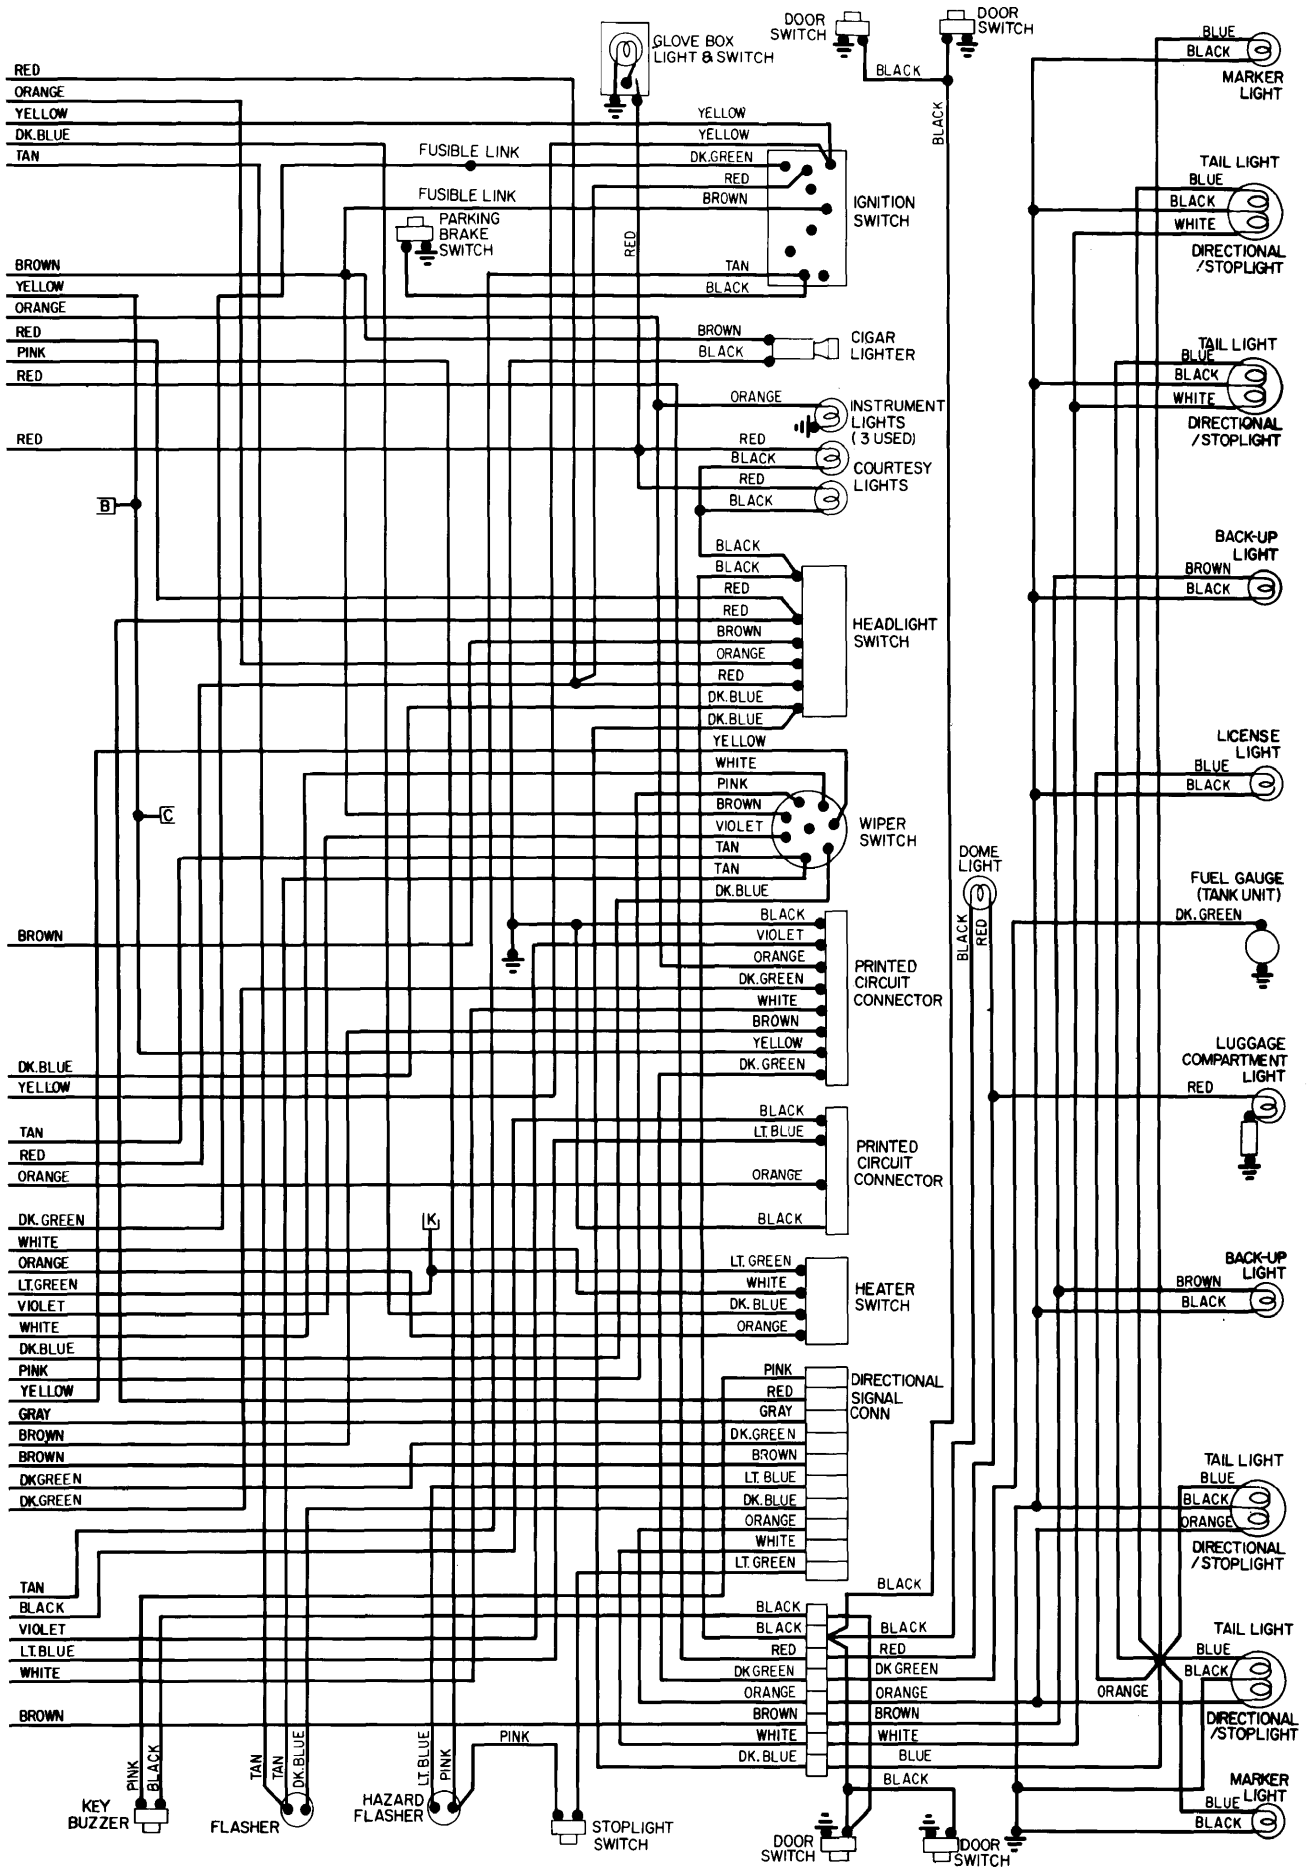 DOOR
SWITCH
DOOR
SWITCH
GLOVE BOX
LIGHT & SWITCH
BLACK
BLACK
BLUE
BLACK
MARKER
LIGHT
RED
ORANGE
YELLOW
DK.BLUE
TAN
FUSIBLE LINK
FUSIBLE LINK
PARKING
BRAKE
SWITCH
RED
YELLOW
YELLOW
DK.GREEN
RED
BROWN
TAN
BLACK
IGNITION
SWITCH
TAIL LIGHT
BLUE
BLACK
WHITE
DIRECTIONAL
/STOPLIGHT
BROWN
YELLOW
ORANGE
RED
PINK
RED
BROWN
BLACK
CIGAR
LIGHTER
TAIL LIGHT
BLUE
BLACK
WHITE
DIRECTIONAL
/STOPLIGHT
ORANGE
INSTRUMENT
LIGHTS
(3 USED)
RED
RED
BLACK
RED
BLACK
COURTESY
LIGHTS
B
BACK-UP
LIGHT
BROWN
BLACK
BLACK
BLACK
RED
RED
BROWN
ORANGE
RED
DK.BLUE
DK.BLUE
HEADLIGHT
SWITCH
LICENSE
LIGHT
BLUE
BLACK
YELLOW
WHITE
PINK
BROWN
VIOLET
TAN
TAN
DK.BLUE
WIPER
SWITCH
C
DOME
LIGHT
BLACK
RED
FUEL GAUGE
(TANK UNIT)
DK.GREEN
BROWN
BLACK
VIOLET
ORANGE
DK.GREEN
WHITE
BROWN
YELLOW
DK.GREEN
PRINTED
CIRCUIT
CONNECTOR
LUGGAGE
COMPARTMENT
LIGHT
RED
DK.BLUE
YELLOW
TAN
RED
ORANGE
BLACK
LT.BLUE
ORANGE
BLACK
PRINTED
CIRCUIT
CONNECTOR
K
DK.GREEN
WHITE
ORANGE
LT.GREEN
VIOLET
WHITE
DK.BLUE
PINK
YELLOW
GRAY
BROWN
BROWN
DKGREEN
DK.GREEN
LT.GREEN
WHITE
DK.BLUE
ORANGE
HEATER
SWITCH
BACK-UP
LIGHT
BROWN
BLACK
PINK
RED
GRAY
DK.GREEN
BROWN
LT.BLUE
DK.BLUE
ORANGE
WHITE
LT.GREEN
DIRECTIONAL
SIGNAL
CONN
TAIL LIGHT
BLUE
BLACK
ORANGE
DIRECTIONAL
/STOPLIGHT
TAN
BLACK
VIOLET
LT.BLUE
WHITE
BROWN
BLACK
BLACK
RED
DKGREEN
ORANGE
BROWN
WHITE
DK.BLUE
BLACK
BLACK
RED
DKGREEN
ORANGE
BROWN
WHITE
BLUE
BLACK
TAIL LIGHT
BLUE
BLACK
ORANGE
DIRECTIONAL
/STOPLIGHT
PINK
BLACK
TAN
TAN
DK.BLUE
LT.BLUE
PINK
PINK
KEY
BUZZER
FLASHER
HAZARD
FLASHER
STOPLIGHT
SWITCH
DOOR
SWITCH
DOOR
SWITCH
MARKER
LIGHT
BLUE
BLACK